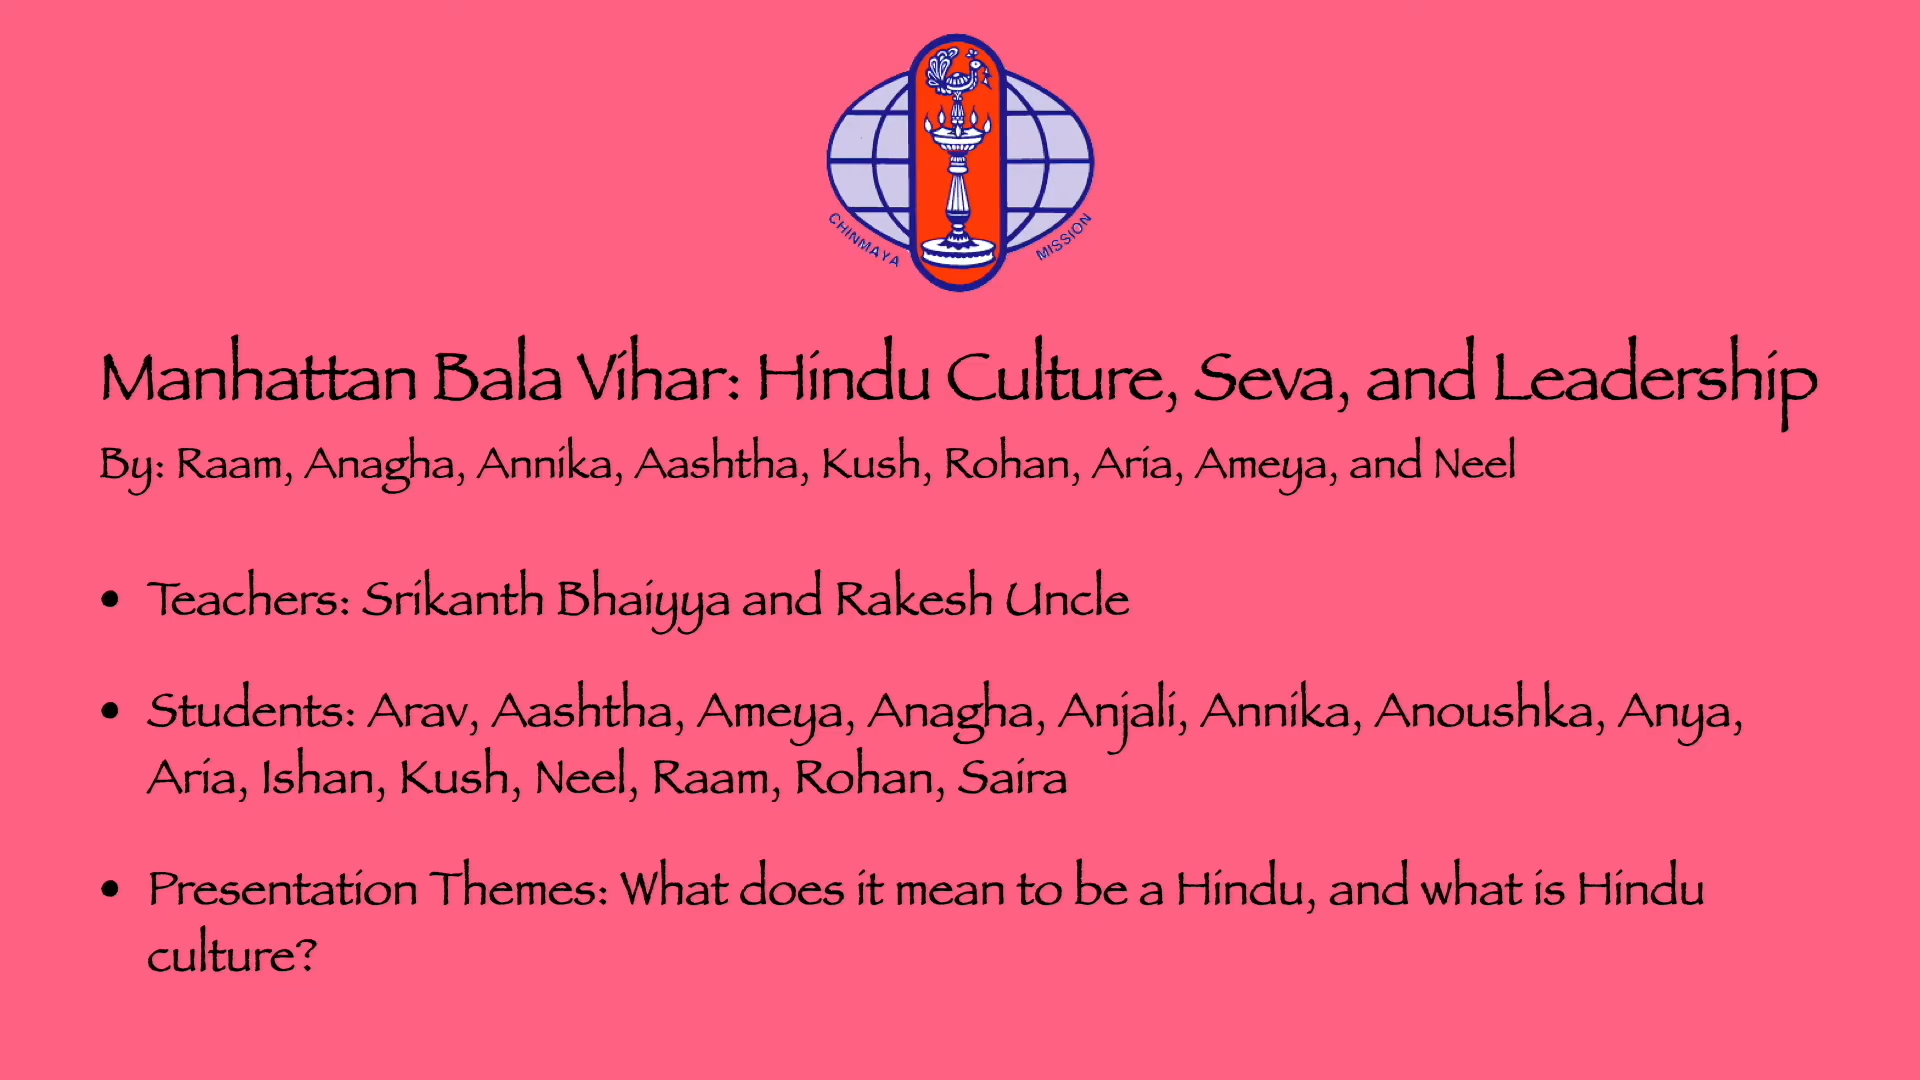 CHINMAYA MISSION
Manhattan Bala Vihar: Hindu Culture, Seva, and Leadership
By: Raam, Anagha, Annika, Aashtha, Kush, Rohan, Aria, Ameya, and Neel
• Teachers: Srikanth Bhaiyya and Rakesh Uncle
• Students: Arav, Aashtha, Ameya, Anagha, Anjali, Annika, Anoushka, Anya,
Aria, Ishan, Kush, Neel, Raam, Rohan, Saira
• Presentation Themes: What does it mean to be a Hindu, and what is Hindu
culture?